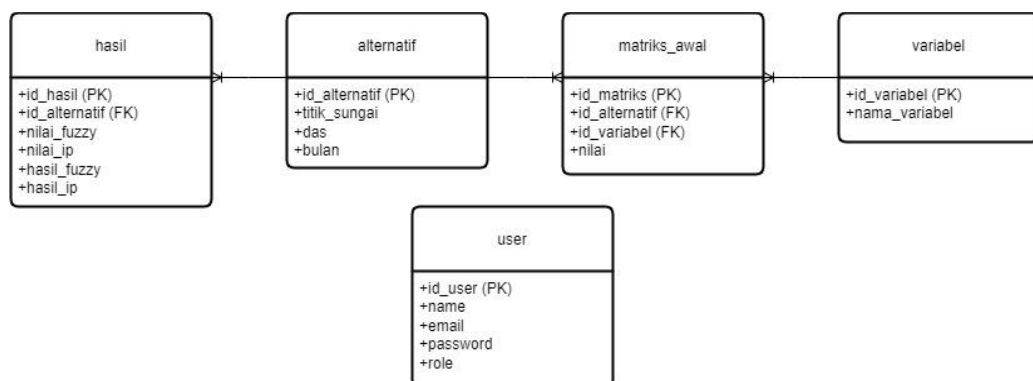 hasil
+id_hasil (PK)
+id_alternatif (FK)
+nilai_fuzzy
+nilai_ip
+hasil_fuzzy
+hasil_ip
alternatif
+id_alternatif (PK)
+titik_sungai
+das
+bulan
matriks_awal
+id_matriks (PK)
+id_alternatif (FK)
+id_variabel (FK)
+nilai
variabel
+id_variabel (PK)
+nama_variabel
user
+id_user (PK)
+name
+email
+password
+role